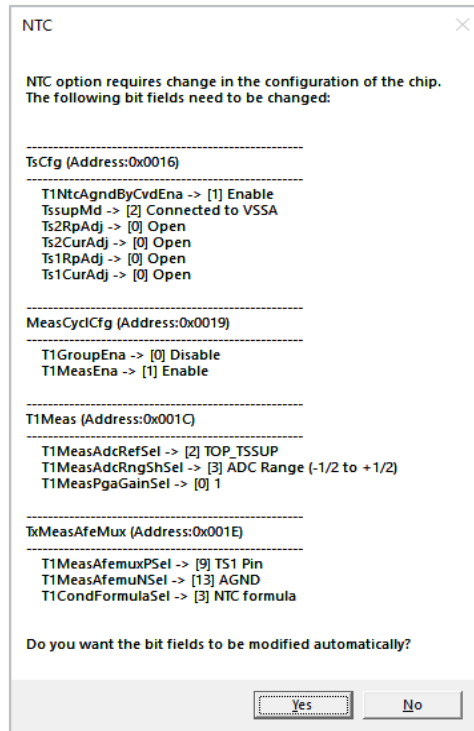 NTC
NTC option requires change in the configuration of the chip.
The following bit fields need to be changed:
----------------------------------------------------
TsCfg (Address:0x0016)
----------------------------------------------------
T1NtcAgndByCvdEna -> [1] Enable
TssupMd -> [2] Connected to VSSA
Ts2RpAdj -> [0] Open
Ts2CurAdj -> [0] Open
Ts1RpAdj -> [0] Open
Ts1CurAdj -> [0] Open
----------------------------------------------------
MeasCyclCfg (Address:0x0019)
----------------------------------------------------
T1GroupEna -> [0] Disable
T1MeasEna -> [1] Enable
----------------------------------------------------
T1Meas (Address:0x001C)
----------------------------------------------------
T1MeasAdcRefSel -> [2] TOP_TSSUP
T1MeasAdcRngShSel -> [3] ADC Range (-1/2 to +1/2)
T1MeasPgaGainSel -> [0] 1
----------------------------------------------------
TxMeasAfeMux (Address:0x001E)
----------------------------------------------------
T1MeasAfemuxPSel -> [9] TS1 Pin
T1MeasAfemuNSel -> [13] AGND
T1CondFormulaSel -> [3] NTC formula
Do you want the bit fields to be modified automatically?
Yes
No